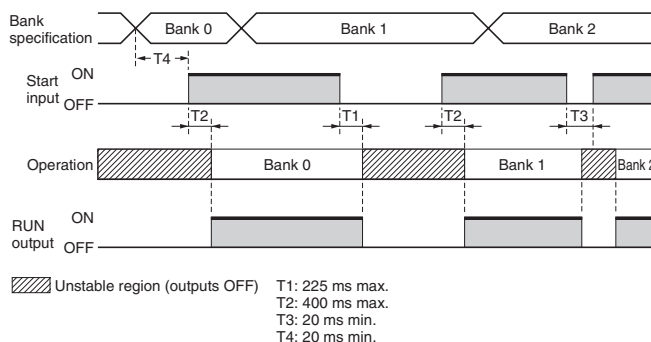 Bank specification
Bank 0
Bank 1
Bank 2
T4
Start input
ON
OFF
T2
T1
T2
T3
Operation
Bank 0
Bank 1
Bank 2
RUN output
ON
OFF
Unstable region (outputs OFF)
T1: 225 ms max.
T2: 400 ms max.
T3: 20 ms min.
T4: 20 ms min.